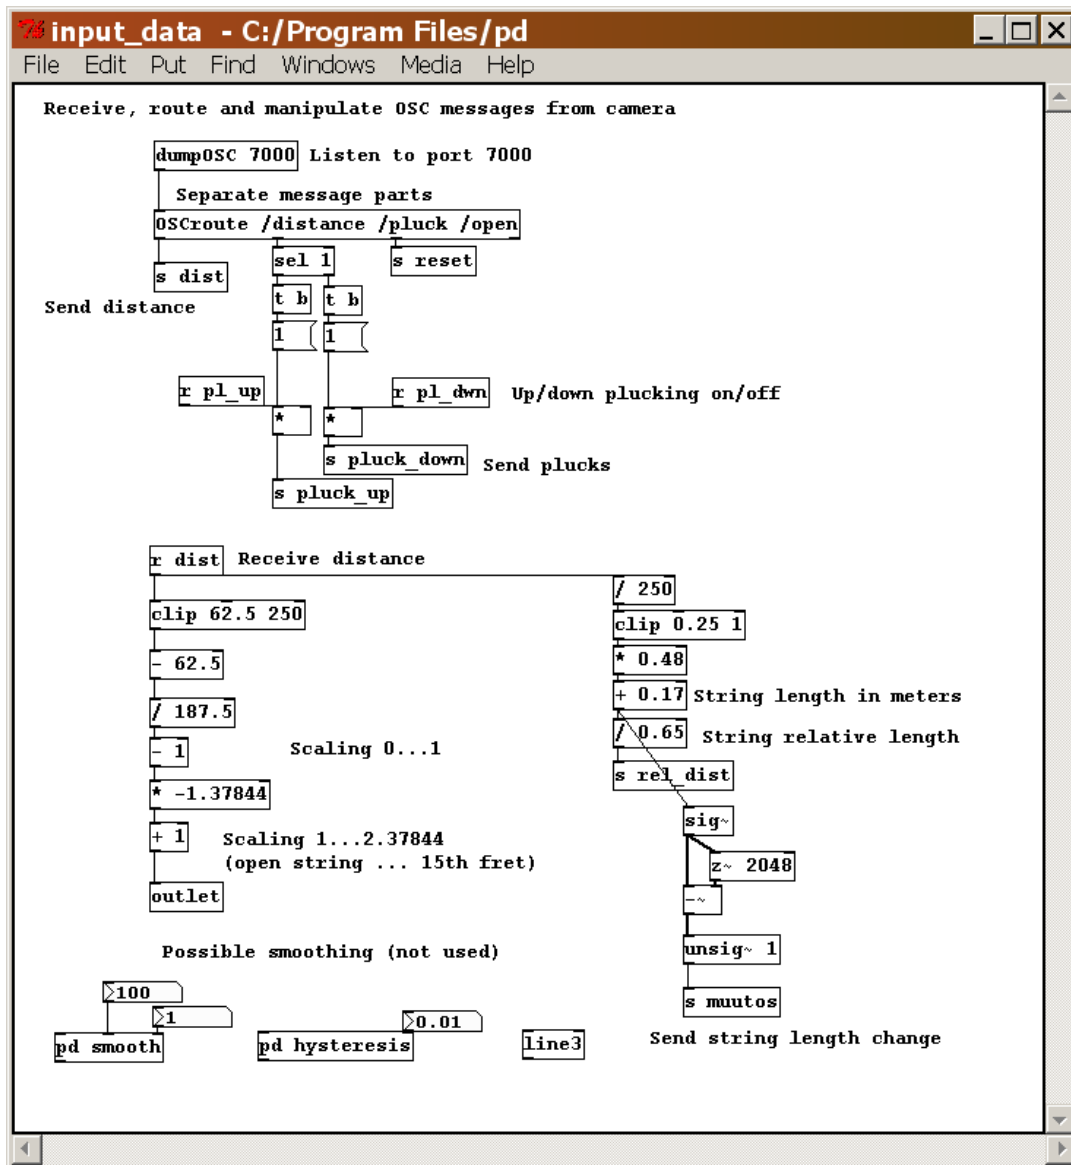 input_data - C:/Program Files/pd
File Edit Put Find Windows Media Help
Receive, route and manipulate OSC messages from camera
dumpOSC 7000 Listen to port 7000
Separate message parts
OSCroute /distance /pluck /open
sel 1 s reset
s dist
t b t b
Send distance
1 1
r pl_up r pl_dwn Up/down plucking on/off
* *
s pluck_down Send plucks
s pluck_up
r dist Receive distance
/ 250
clip 62.5 250 clip 0.25 1
- 62.5 * 0.48
+ 0.17 String length in meters
/ 187.5 / 0.65 String relative length
- 1 Scaling 0...1
s rel_dist
* -1.37844
sig~
+ 1 Scaling 1...2.37844
(open string ... 15th fret)
z~ 2048
outlet -~
Possible smoothing (not used) unsig~ 1
100 s muutos
1 0.01
pd smooth pd hysteresis line3 Send string length change